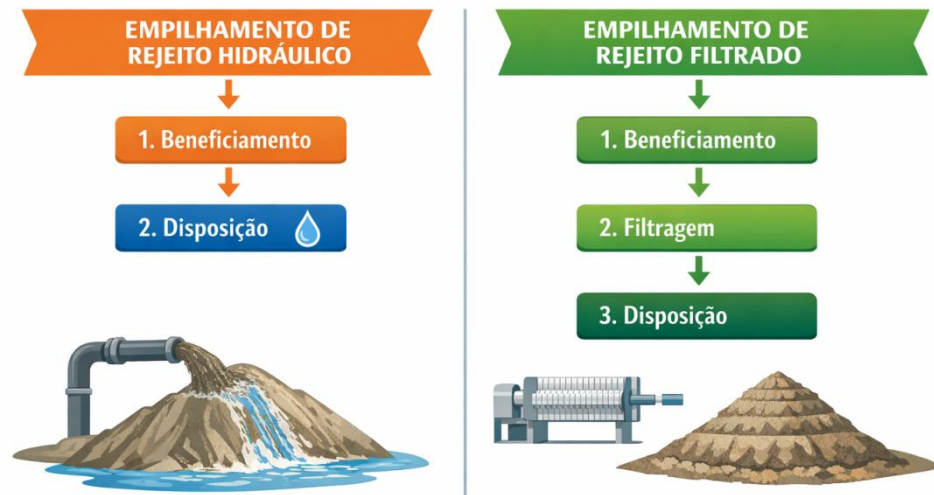 EMPILHAMENTO DE
REJEITO HIDRÁULICO
1. Beneficiamento
2. Disposição
EMPILHAMENTO DE
REJEITO FILTRADO
1. Beneficiamento
2. Filtragem
3. Disposição